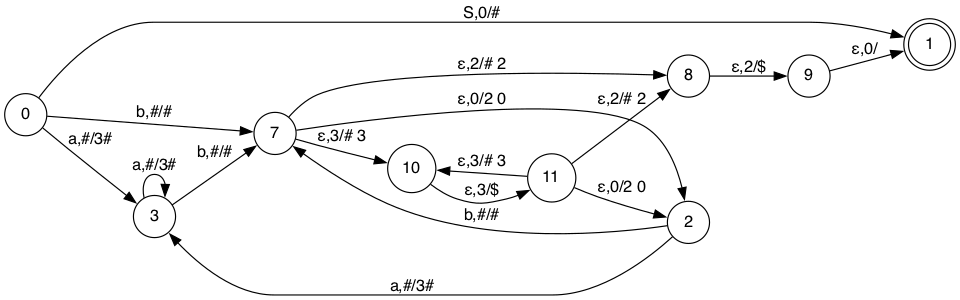 S,0/#
1
ε,0/
ε,2/# 2
8
ε,2/$
9
0
b,#/#
ε,0/2 0
ε,2/# 2
7
a,#/3#
ε,3/# 3
b,#/#
a,#/3#
10
ε,3/# 3
11
ε,3/$
ε,0/2 0
3
b,#/#
2
a,#/3#